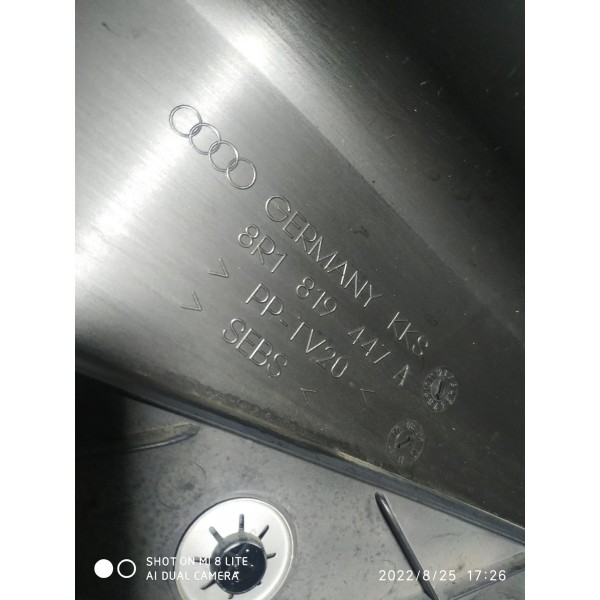 GERMANY KKS
8R1 819 447 A
> PP-TV20 <
> SEBS <
SHOT ON MI 8 LITE
AI DUAL CAMERA
2022/8/25 17:26